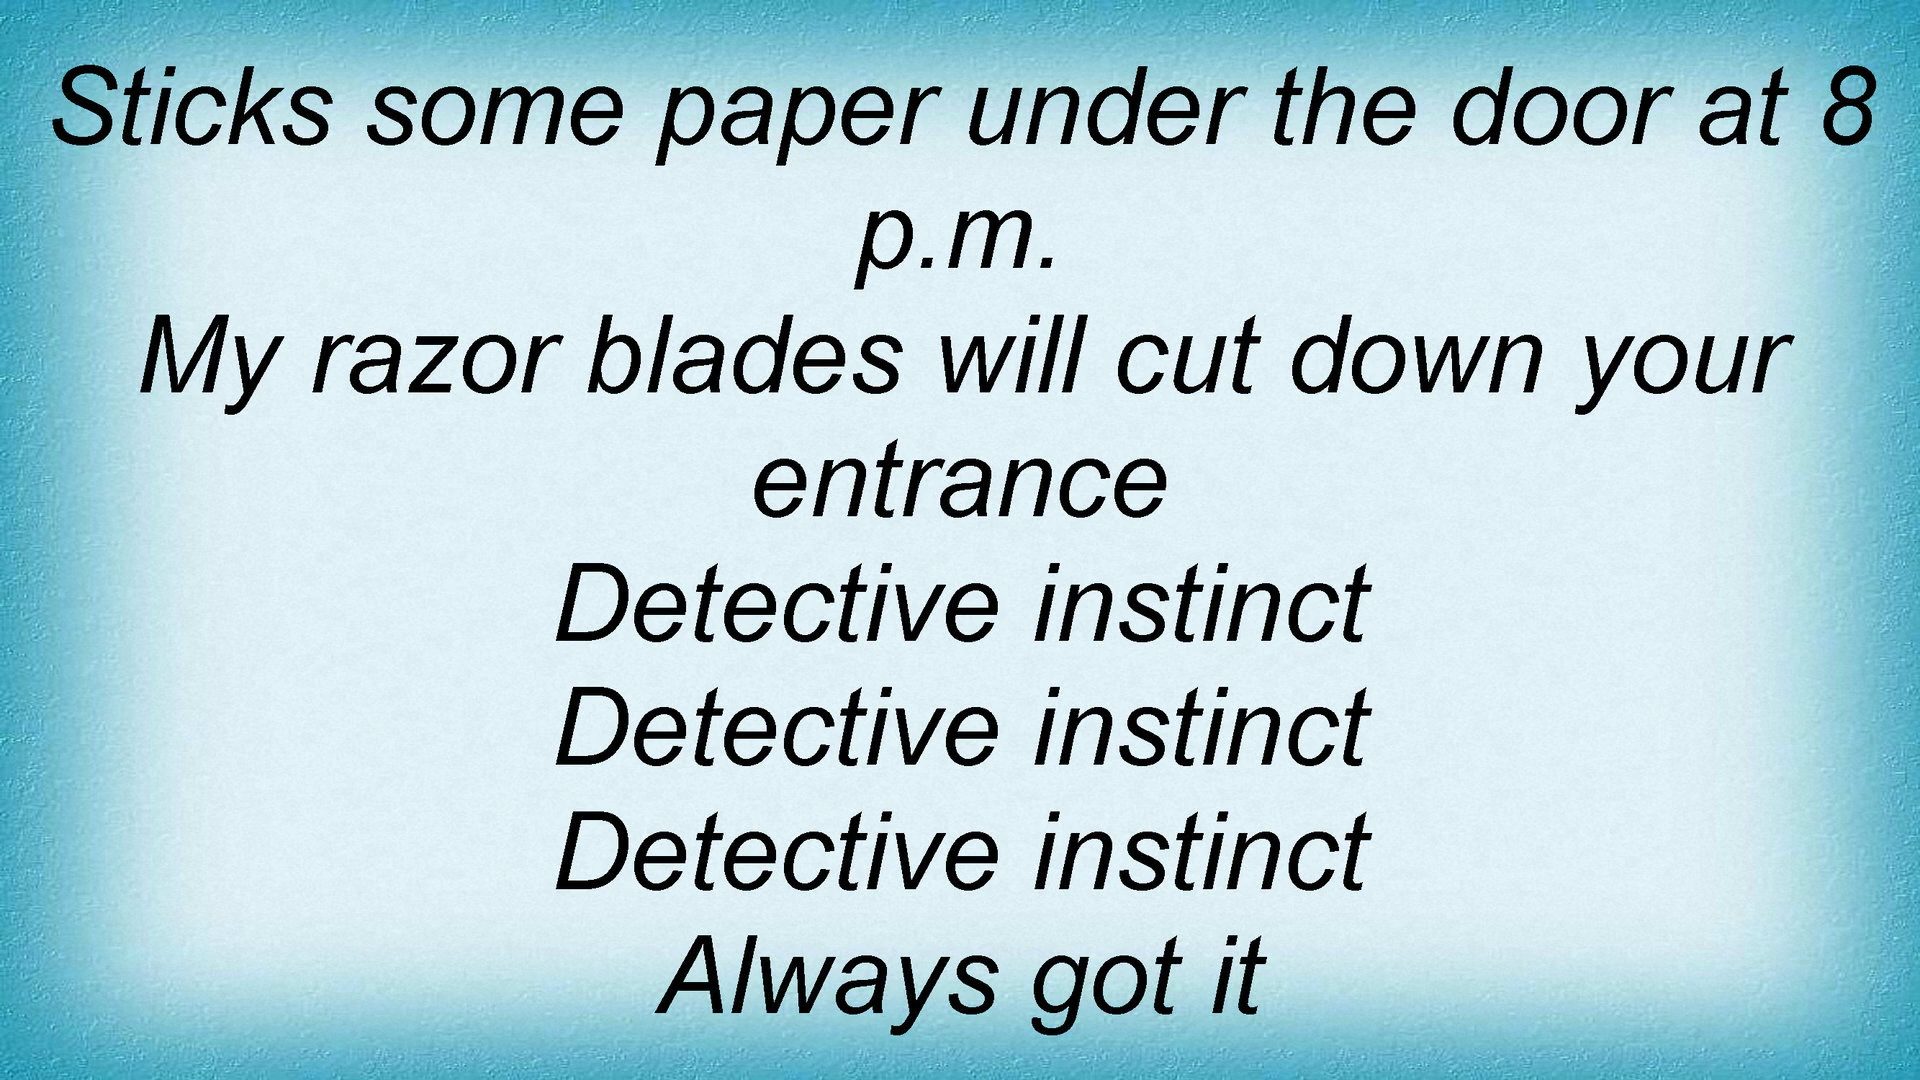 Sticks some paper under the door at 8
p.m.
My razor blades will cut down your
entrance
Detective instinct
Detective instinct
Detective instinct
Always got it